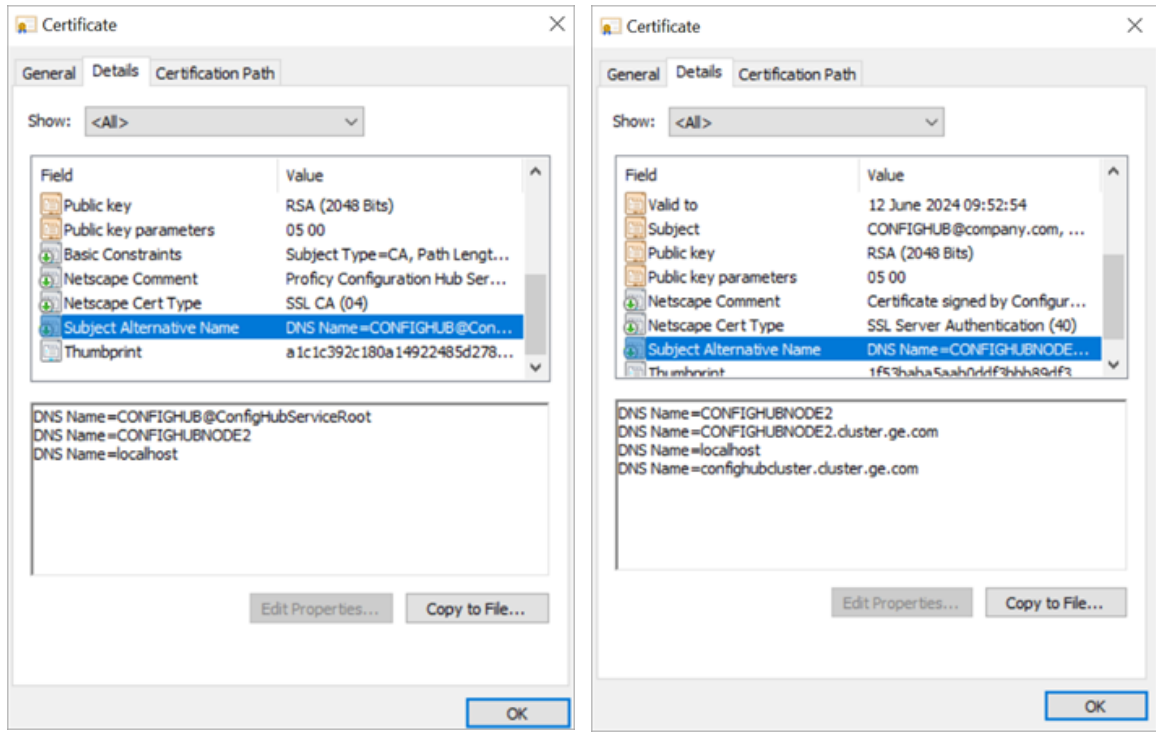 Certificate
General Details Certification Path
Show: <All>
Field Value
Public key RSA (2048 Bits)
Public key parameters 05 00
Basic Constraints Subject Type=CA, Path Lengt...
Netscape Comment Proficy Configuration Hub Ser...
Netscape Cert Type SSL CA (04)
Subject Alternative Name DNS Name=CONFIGHUB@Con...
Thumbprint a1c1c392c180a14922485d278...
DNS Name=CONFIGHUB@ConfigHubServiceRoot
DNS Name=CONFIGHUBNODE2
DNS Name=localhost
Edit Properties... Copy to File...
OK
Certificate
General Details Certification Path
Show: <All>
Field Value
Valid to 12 June 2024 09:52:54
Subject CONFIGHUB@company.com, ...
Public key RSA (2048 Bits)
Public key parameters 05 00
Netscape Comment Certificate signed by Configur...
Netscape Cert Type SSL Server Authentication (40)
Subject Alternative Name DNS Name=CONFIGHUBNODE...
Thumbprint 1f53baba5aab0ddf3bbb89df3
DNS Name=CONFIGHUBNODE2
DNS Name=CONFIGHUBNODE2.cluster.ge.com
DNS Name=localhost
DNS Name=confighubcluster.cluster.ge.com
Edit Properties... Copy to File...
OK